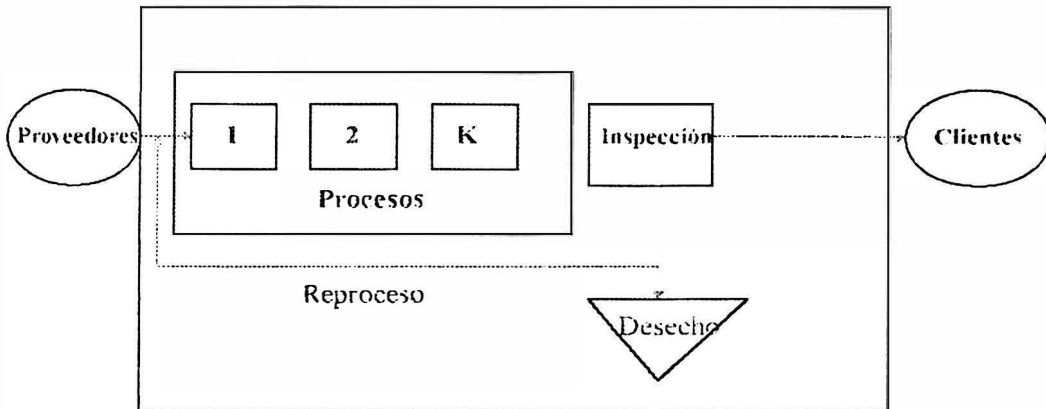 Proveedores
1
2
K
Inspección
Clientes
Procesos
Reproceso
Desecho